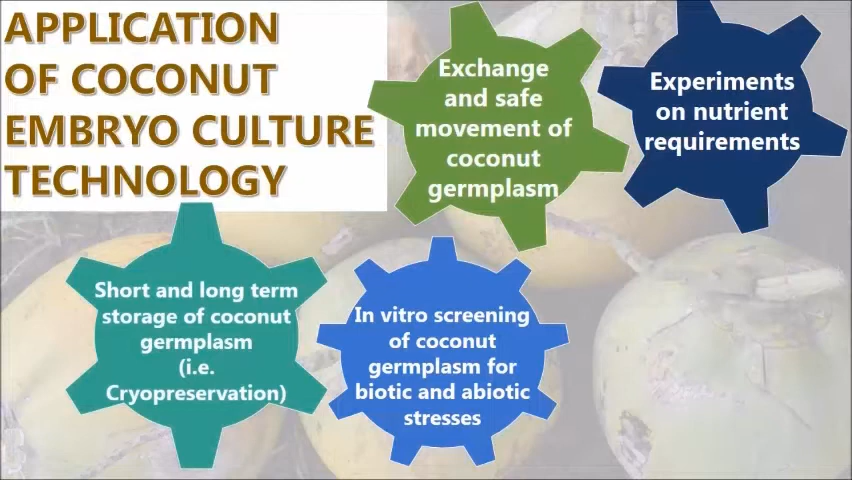 APPLICATION
OF COCONUT
EMBRYO CULTURE
TECHNOLOGY
Exchange
and safe
movement of
coconut
germplasm
Experiments
on nutrient
requirements
Short and long term
storage of coconut
germplasm
(i.e.
Cryopreservation)
In vitro screening
of coconut
germplasm for
biotic and abiotic
stresses